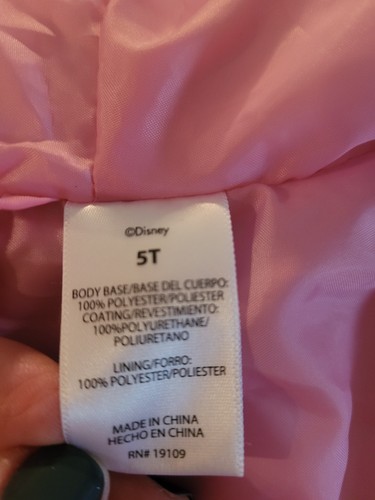 ©Disney
5T
BODY BASE/BASE DEL CUERPO:
100% POLYESTER/POLIESTER
COATING/REVESTIMIENTO:
100%POLYURETHANE/
POLIURETANO
LINING/FORRO:
100% POLYESTER/POLIESTER
MADE IN CHINA
HECHO EN CHINA
RN# 19109